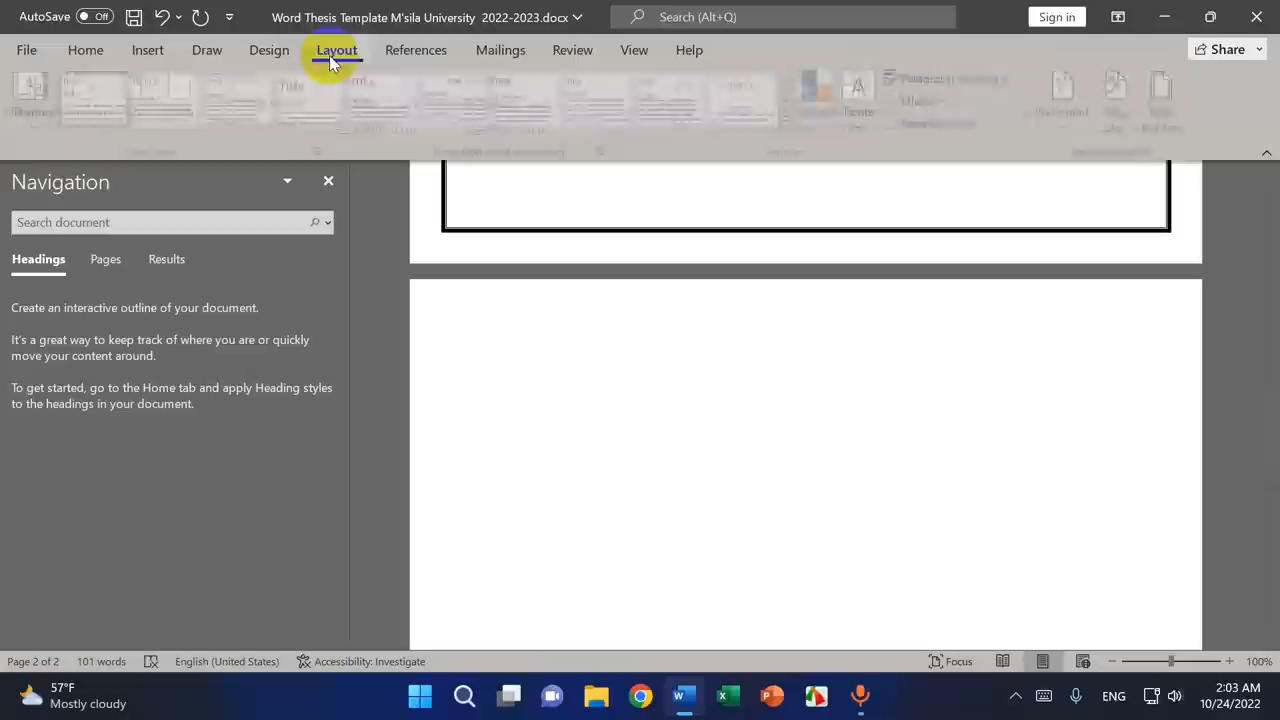 AutoSave Off Word Thesis Template M'sila University 2022-2023.docx Search (Alt+Q) Sign in
File Home Insert Draw Design Layout References Mailings Review View Help Share
Navigation
Search document
Headings Pages Results
Create an interactive outline of your document.
It's a great way to keep track of where you are or quickly
move your content around.
To get started, go to the Home tab and apply Heading styles
to the headings in your document.
Page 2 of 2 101 words English (United States) Accessibility: Investigate Focus 100%
57°F
Mostly cloudy
ENG
2:03 AM
10/24/2022